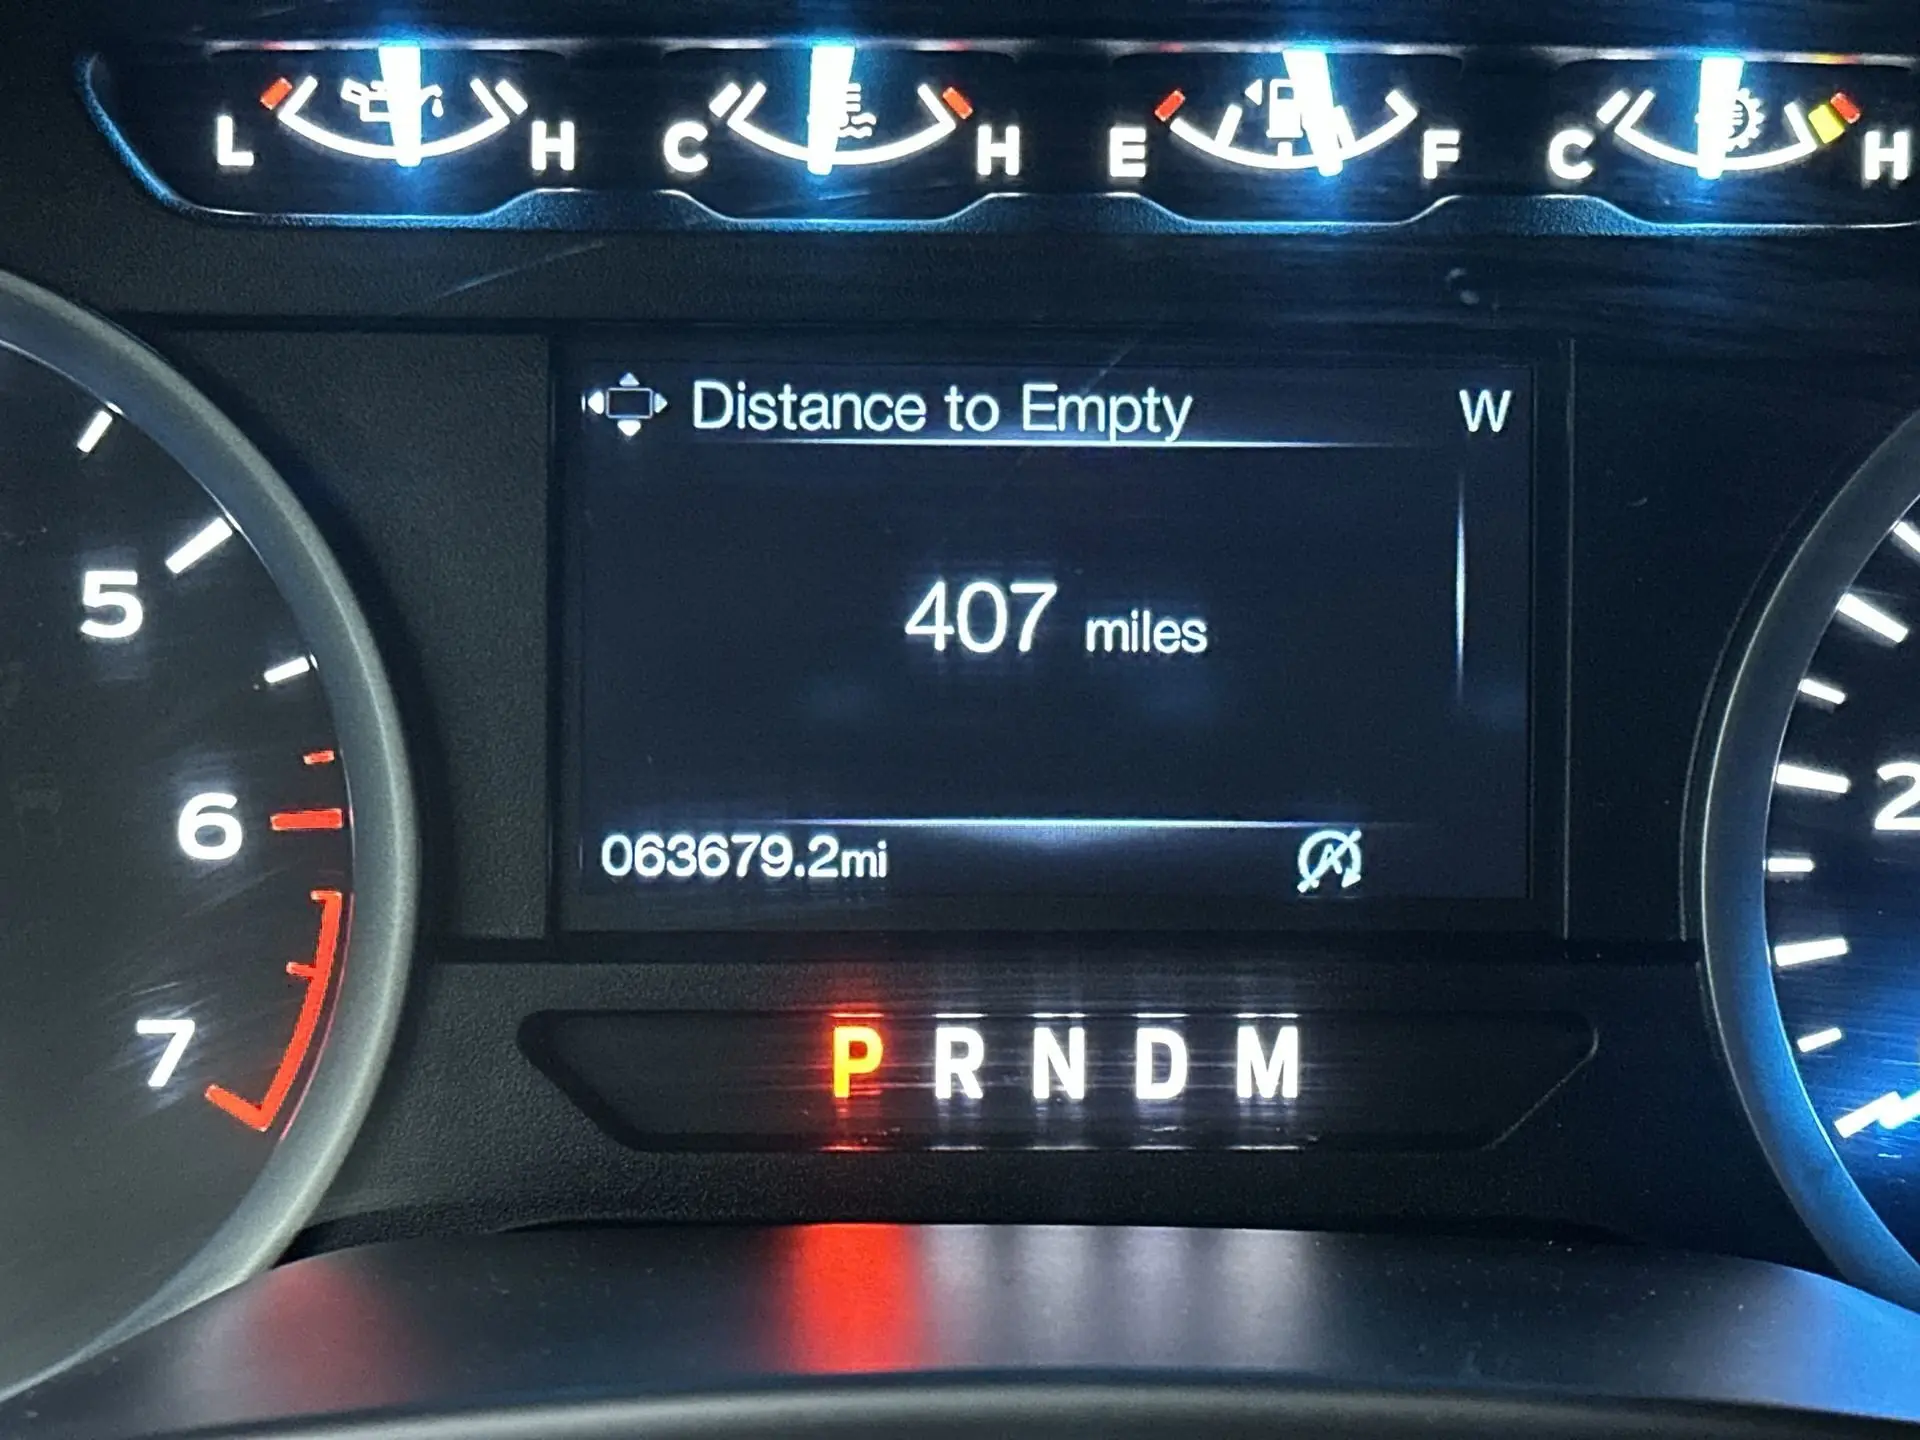 L H C H E F C H
Distance to Empty W
407 miles
5
6
7
2
063679.2mi
P R N D M